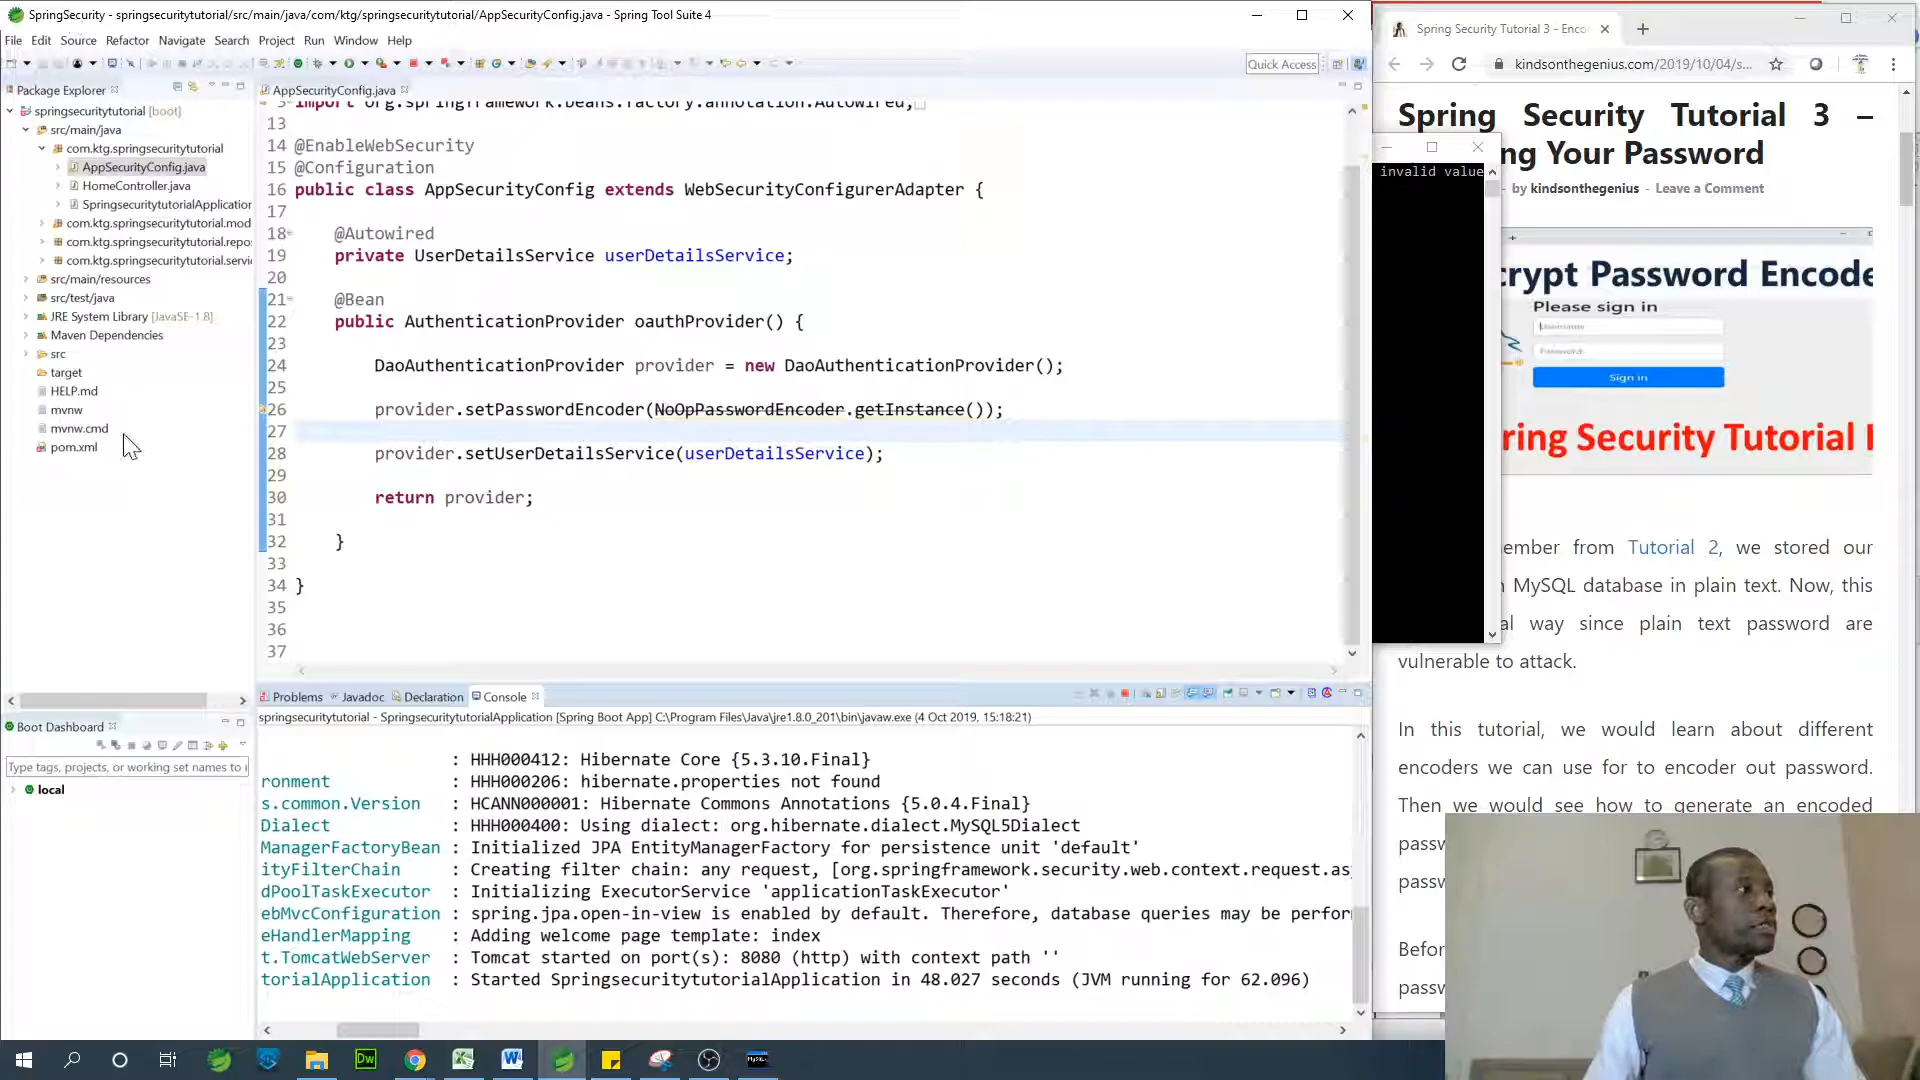 SpringSecurity - springsecuritytutorial/src/main/java/com/ktg/springsecuritytutorial/AppSecurityConfig.java - Spring Tool Suite 4
File Edit Source Refactor Navigate Search Project Run Window Help
Quick Access
Package Explorer
springsecuritytutorial [boot]
src/main/java
com.ktg.springsecuritytutorial
AppSecurityConfig.java
HomeController.java
SpringsecuritytutorialApplication
com.ktg.springsecuritytutorial.mod
com.ktg.springsecuritytutorial.repo
com.ktg.springsecuritytutorial.servi
src/main/resources
src/test/java
JRE System Library [JavaSE-1.8]
Maven Dependencies
src
target
HELP.md
mvnw
mvnw.cmd
pom.xml
Boot Dashboard
Type tags, projects, or working set names to i
local
AppSecurityConfig.java
import org.springframework.beans.factory.annotation.Autowired;
13
14 @EnableWebSecurity
15 @Configuration
16 public class AppSecurityConfig extends WebSecurityConfigurerAdapter {
17
18 @Autowired
19 private UserDetailsService userDetailsService;
20
21 @Bean
22 public AuthenticationProvider oauthProvider() {
23
24 DaoAuthenticationProvider provider = new DaoAuthenticationProvider();
25
26 provider.setPasswordEncoder(NoOpPasswordEncoder.getInstance());
27
28 provider.setUserDetailsService(userDetailsService);
29
30 return provider;
31
32 }
33
34 }
35
36
37
Problems Javadoc Declaration Console
springsecuritytutorial - SpringsecuritytutorialApplication [Spring Boot App] C:\Program Files\Java\jre1.8.0_201\bin\javaw.exe (4 Oct 2019, 15:18:21)
: HHH000412: Hibernate Core {5.3.10.Final}
ronment : HHH000206: hibernate.properties not found
s.common.Version : HCANN000001: Hibernate Commons Annotations {5.0.4.Final}
Dialect : HHH000400: Using dialect: org.hibernate.dialect.MySQL5Dialect
ManagerFactoryBean : Initialized JPA EntityManagerFactory for persistence unit 'default'
ityFilterChain : Creating filter chain: any request, [org.springframework.security.web.context.request.as
dPoolTaskExecutor : Initializing ExecutorService 'applicationTaskExecutor'
ebMvcConfiguration : spring.jpa.open-in-view is enabled by default. Therefore, database queries may be perfor
eHandlerMapping : Adding welcome page template: index
t.TomcatWebServer : Tomcat started on port(s): 8080 (http) with context path ''
torialApplication : Started SpringsecuritytutorialApplication in 48.027 seconds (JVM running for 62.096)
Spring Security Tutorial 3 – Enco
kindsonthegenius.com/2019/10/04/s...
Spring Security Tutorial 3 –
ng Your Password
- by kindsonthegenius - Leave a Comment
invalid value
crypt Password Encode
Please sign in
Username
Password
Sign in
ring Security Tutorial
ember from Tutorial 2, we stored our
MySQL database in plain text. Now, this
al way since plain text password are
vulnerable to attack.
In this tutorial, we would learn about different
encoders we can use for to encoder out password.
Then we would see how to generate an encoded
passw
passw
Befor
passw
Dw
MySQL